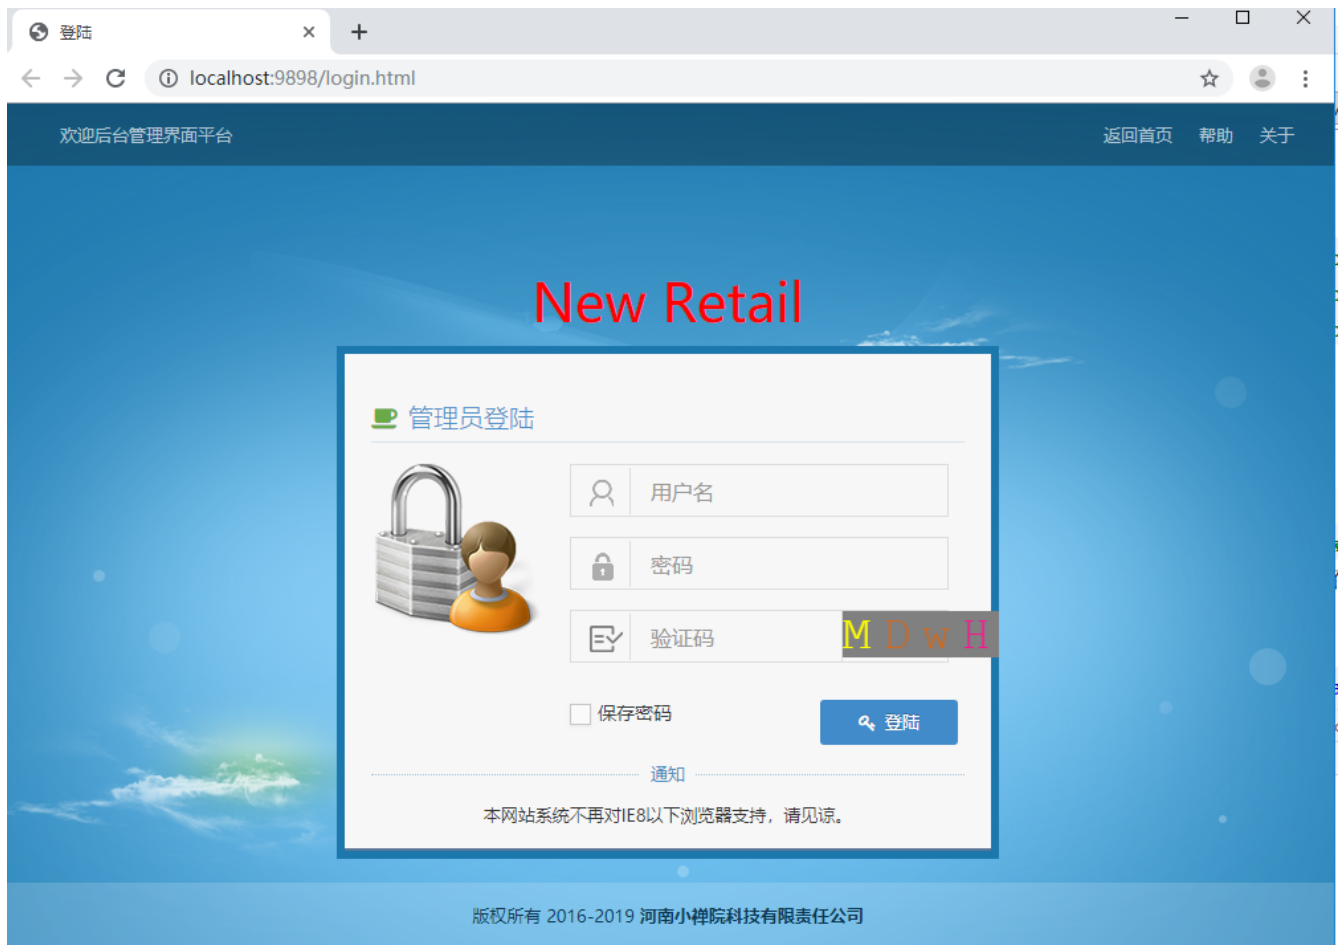 登陆
localhost:9898/login.html
欢迎后台管理界面平台 返回首页 帮助 关于
New Retail
管理员登陆
用户名
密码
验证码 M D w H
保存密码 登陆
通知
本网站系统不再对IE8以下浏览器支持，请见谅。
版权所有 2016-2019 河南小禅院科技有限责任公司